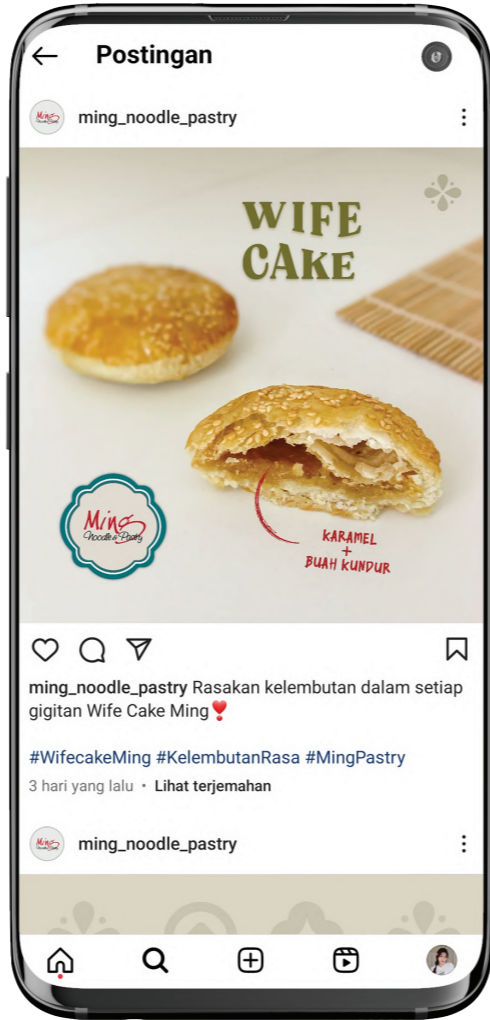 Postingan
ming_noodle_pastry
WIFE
CAKE
Ming
Noodle & Pastry
KARAMEL
+
BUAH KUNDUR
ming_noodle_pastry Rasakan kelembutan dalam setiap
gigitan Wife Cake Ming❣️
#WifecakeMing #KelembutanRasa #MingPastry
3 hari yang lalu • Lihat terjemahan
Ming
ming_noodle_pastry